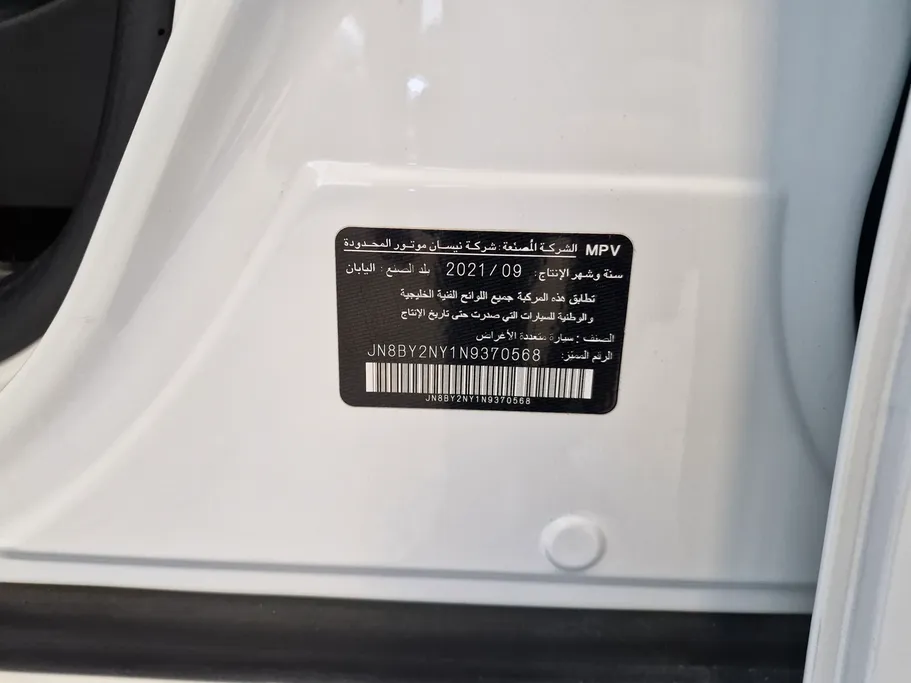 MPV الشركة المصنعة : شركة نيسان موتور المحدودة
سنة وشهر الإنتاج: 2021/09 بلد الصنع : اليابان
تطابق هذه المركبة جميع اللوائح الفنية الخليجية
والوطنية للسيارات التي صدرت حتى تاريخ الإنتاج
الصنف : سيارة متعددة الأغراض
الرقم المميز: JN8BY2NY1N9370568
JN8BY2NY1N9370568